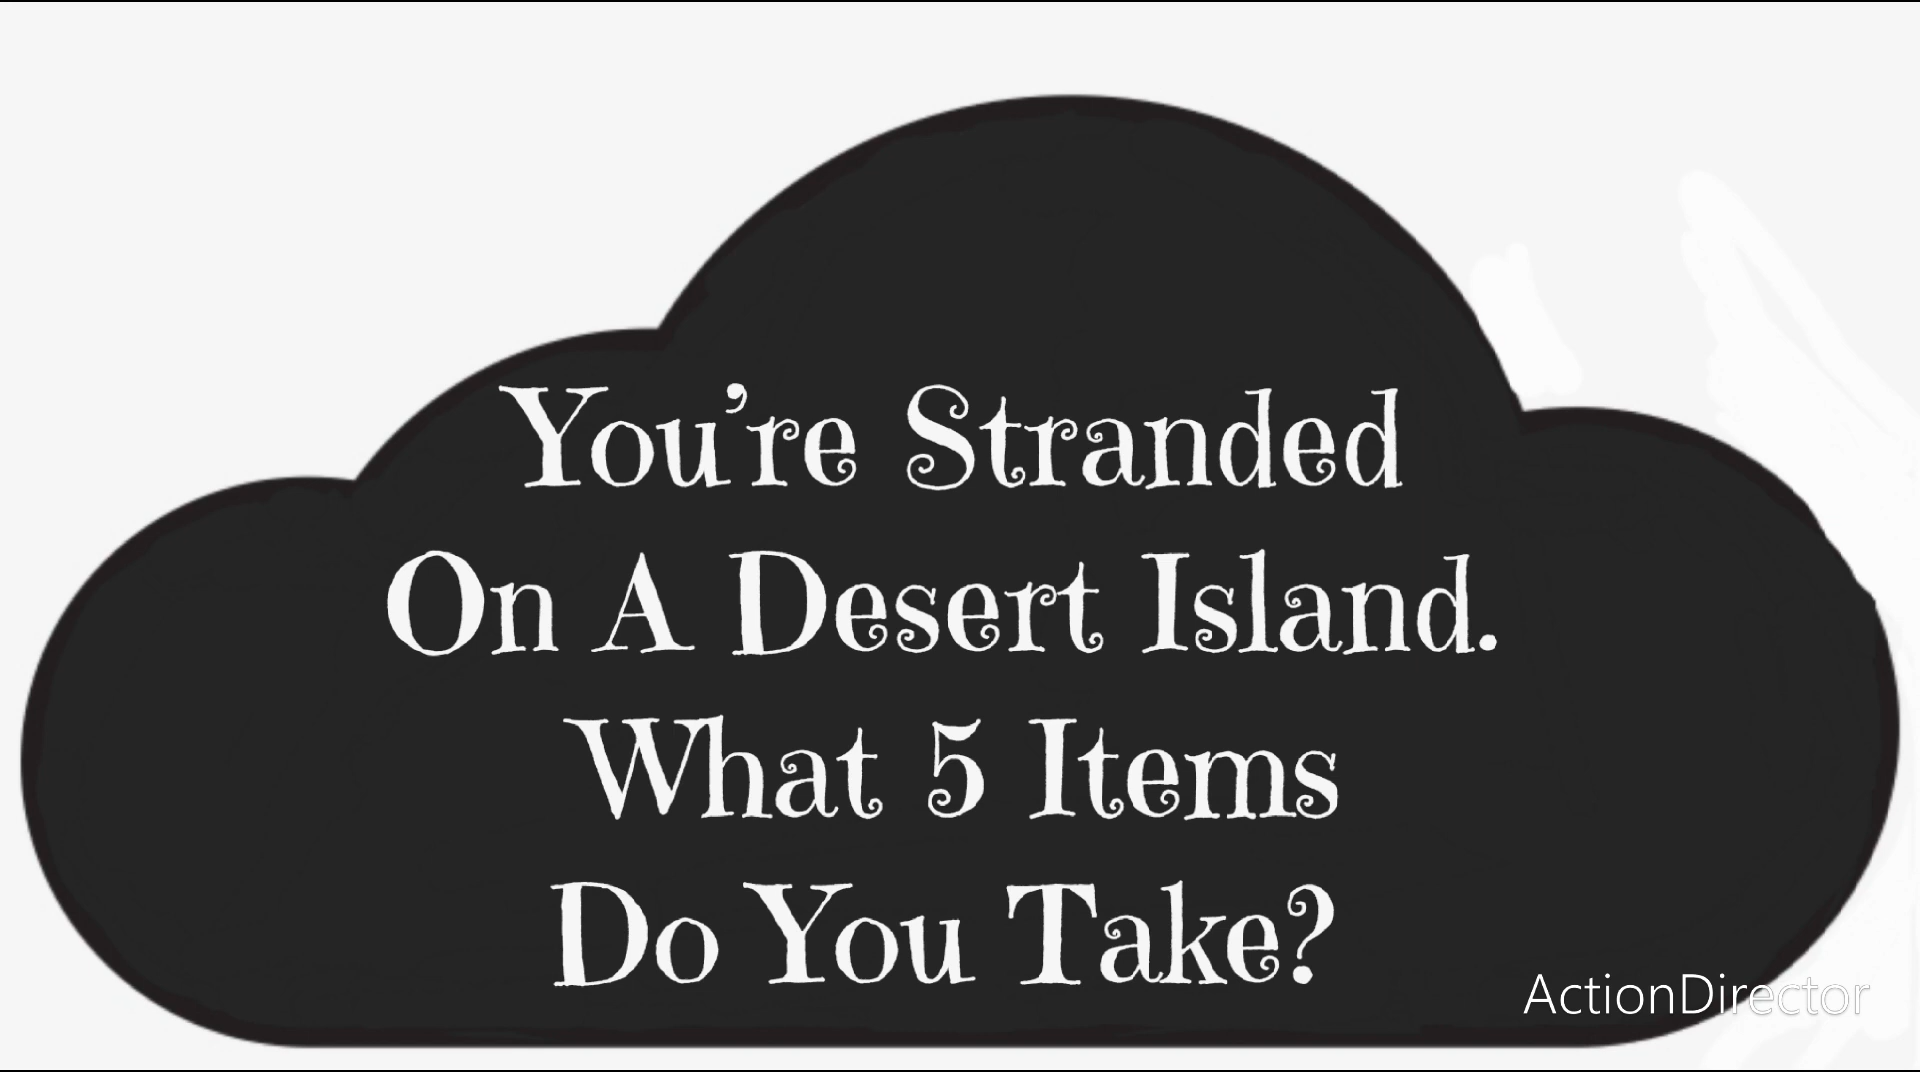 You're Stranded
On A Desert Island.
What 5 Items
Do You Take?
ActionDirector